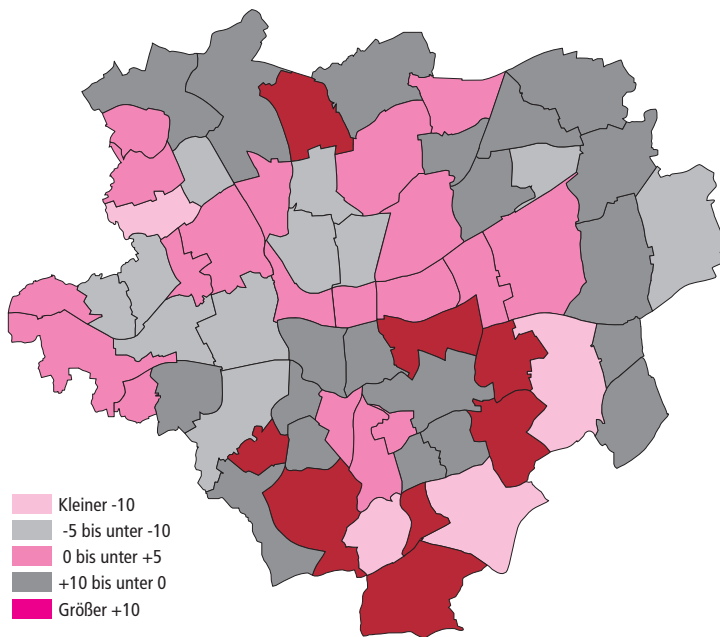 Kleiner -10
-5 bis unter -10
0 bis unter +5
+10 bis unter 0
Größer +10